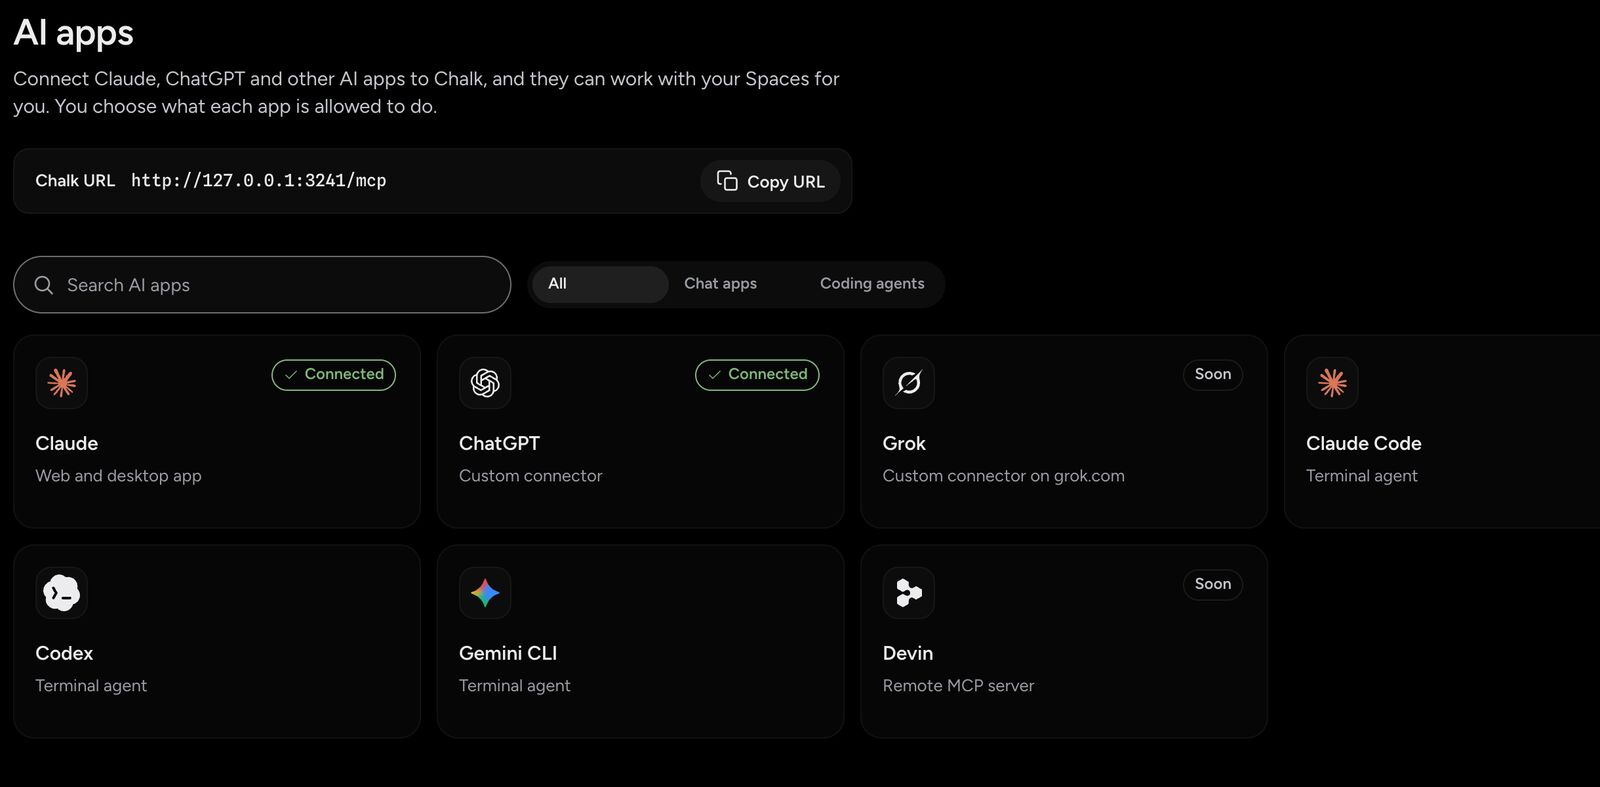 AI apps
Connect Claude, ChatGPT and other AI apps to Chalk, and they can work with your Spaces for
you. You choose what each app is allowed to do.
Chalk URL http://127.0.0.1:3241/mcp Copy URL
Search AI apps
All Chat apps Coding agents
Connected
Claude
Web and desktop app
Connected
ChatGPT
Custom connector
Soon
Grok
Custom connector on grok.com
Claude Code
Terminal agent
Codex
Terminal agent
Gemini CLI
Terminal agent
Soon
Devin
Remote MCP server